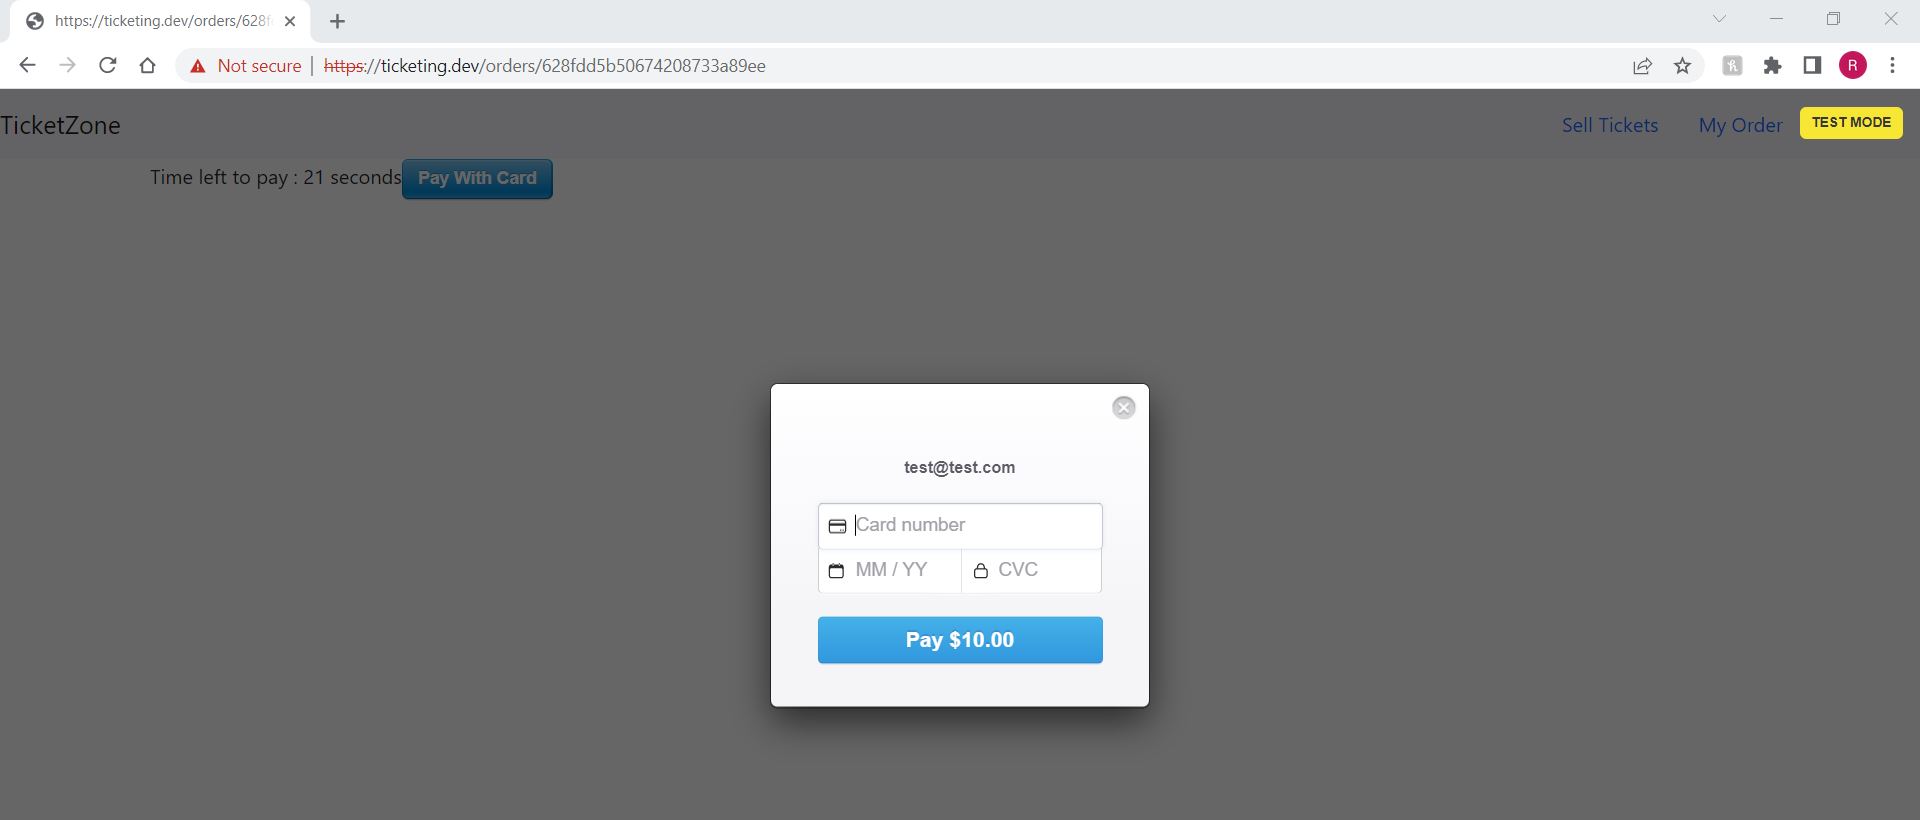 https://ticketing.dev/orders/628f
Not secure | https://ticketing.dev/orders/628fdd5b50674208733a89ee
R
TicketZone
Sell Tickets
My Order
TEST MODE
Time left to pay : 21 seconds
Pay With Card
test@test.com
Card number
MM / YY
CVC
Pay $10.00